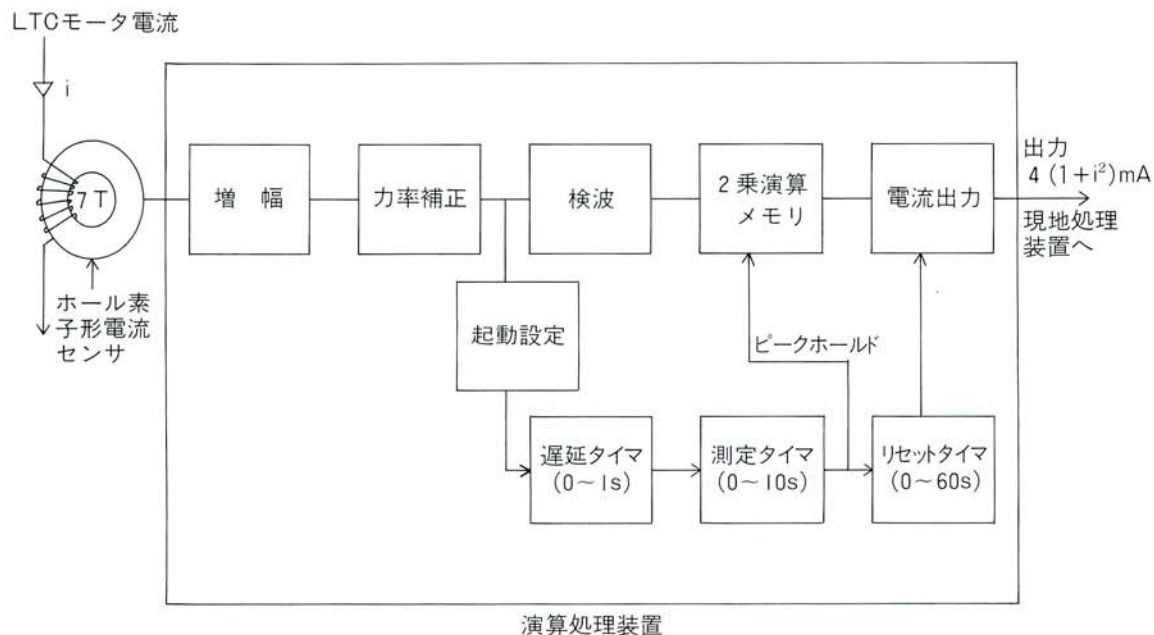 LTCモータ電流
i
7T
ホール素
子形電流
センサ
増 幅
力率補正
検波
2乗演算
メモリ
電流出力
出力
4(1+i²)mA
現地処理
装置へ
起動設定
ピークホールド
遅延タイマ
(0~1s)
測定タイマ
(0~10s)
リセットタイマ
(0~60s)
演算処理装置